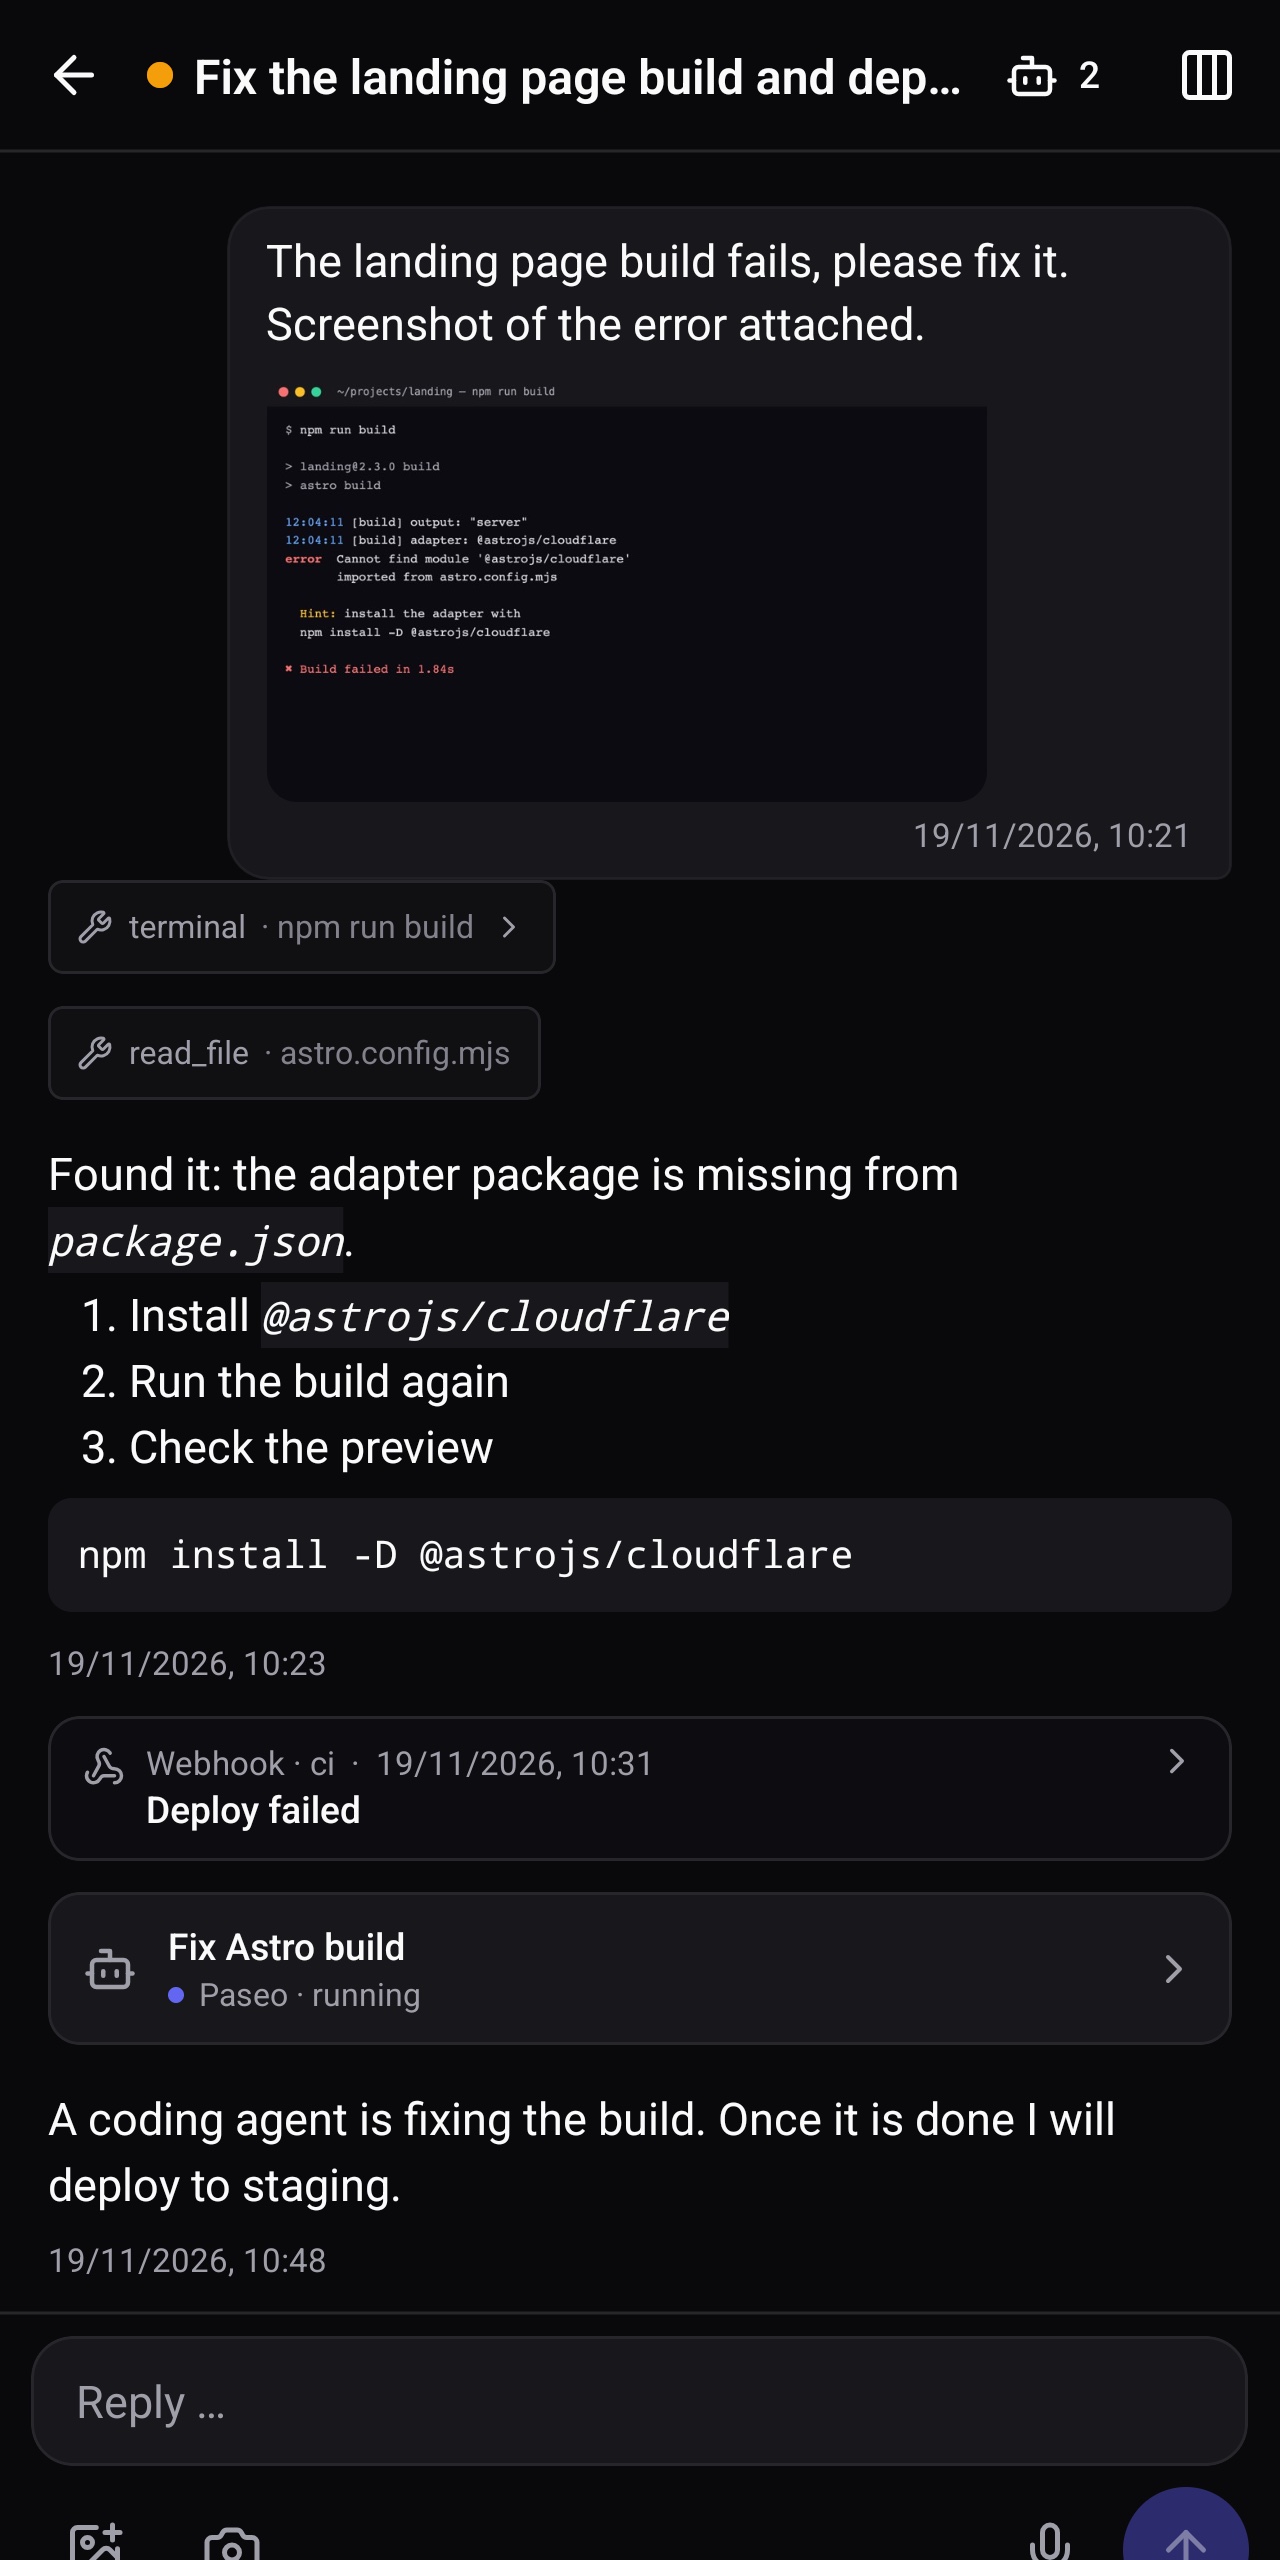 Fix the landing page build and dep...
2
The landing page build fails, please fix it.
Screenshot of the error attached.
~/projects/landing — npm run build
$ npm run build
> landing@2.3.0 build
> astro build
12:04:11 [build] output: "server"
12:04:11 [build] adapter: @astrojs/cloudflare
error Cannot find module '@astrojs/cloudflare'
imported from astro.config.mjs
Hint: install the adapter with
npm install -D @astrojs/cloudflare
✖ Build failed in 1.84s
19/11/2026, 10:21
terminal · npm run build
read_file · astro.config.mjs
Found it: the adapter package is missing from
package.json.
1. Install @astrojs/cloudflare
2. Run the build again
3. Check the preview
npm install -D @astrojs/cloudflare
19/11/2026, 10:23
Webhook · ci · 19/11/2026, 10:31
Deploy failed
Fix Astro build
Paseo · running
A coding agent is fixing the build. Once it is done I will
deploy to staging.
19/11/2026, 10:48
Reply ...